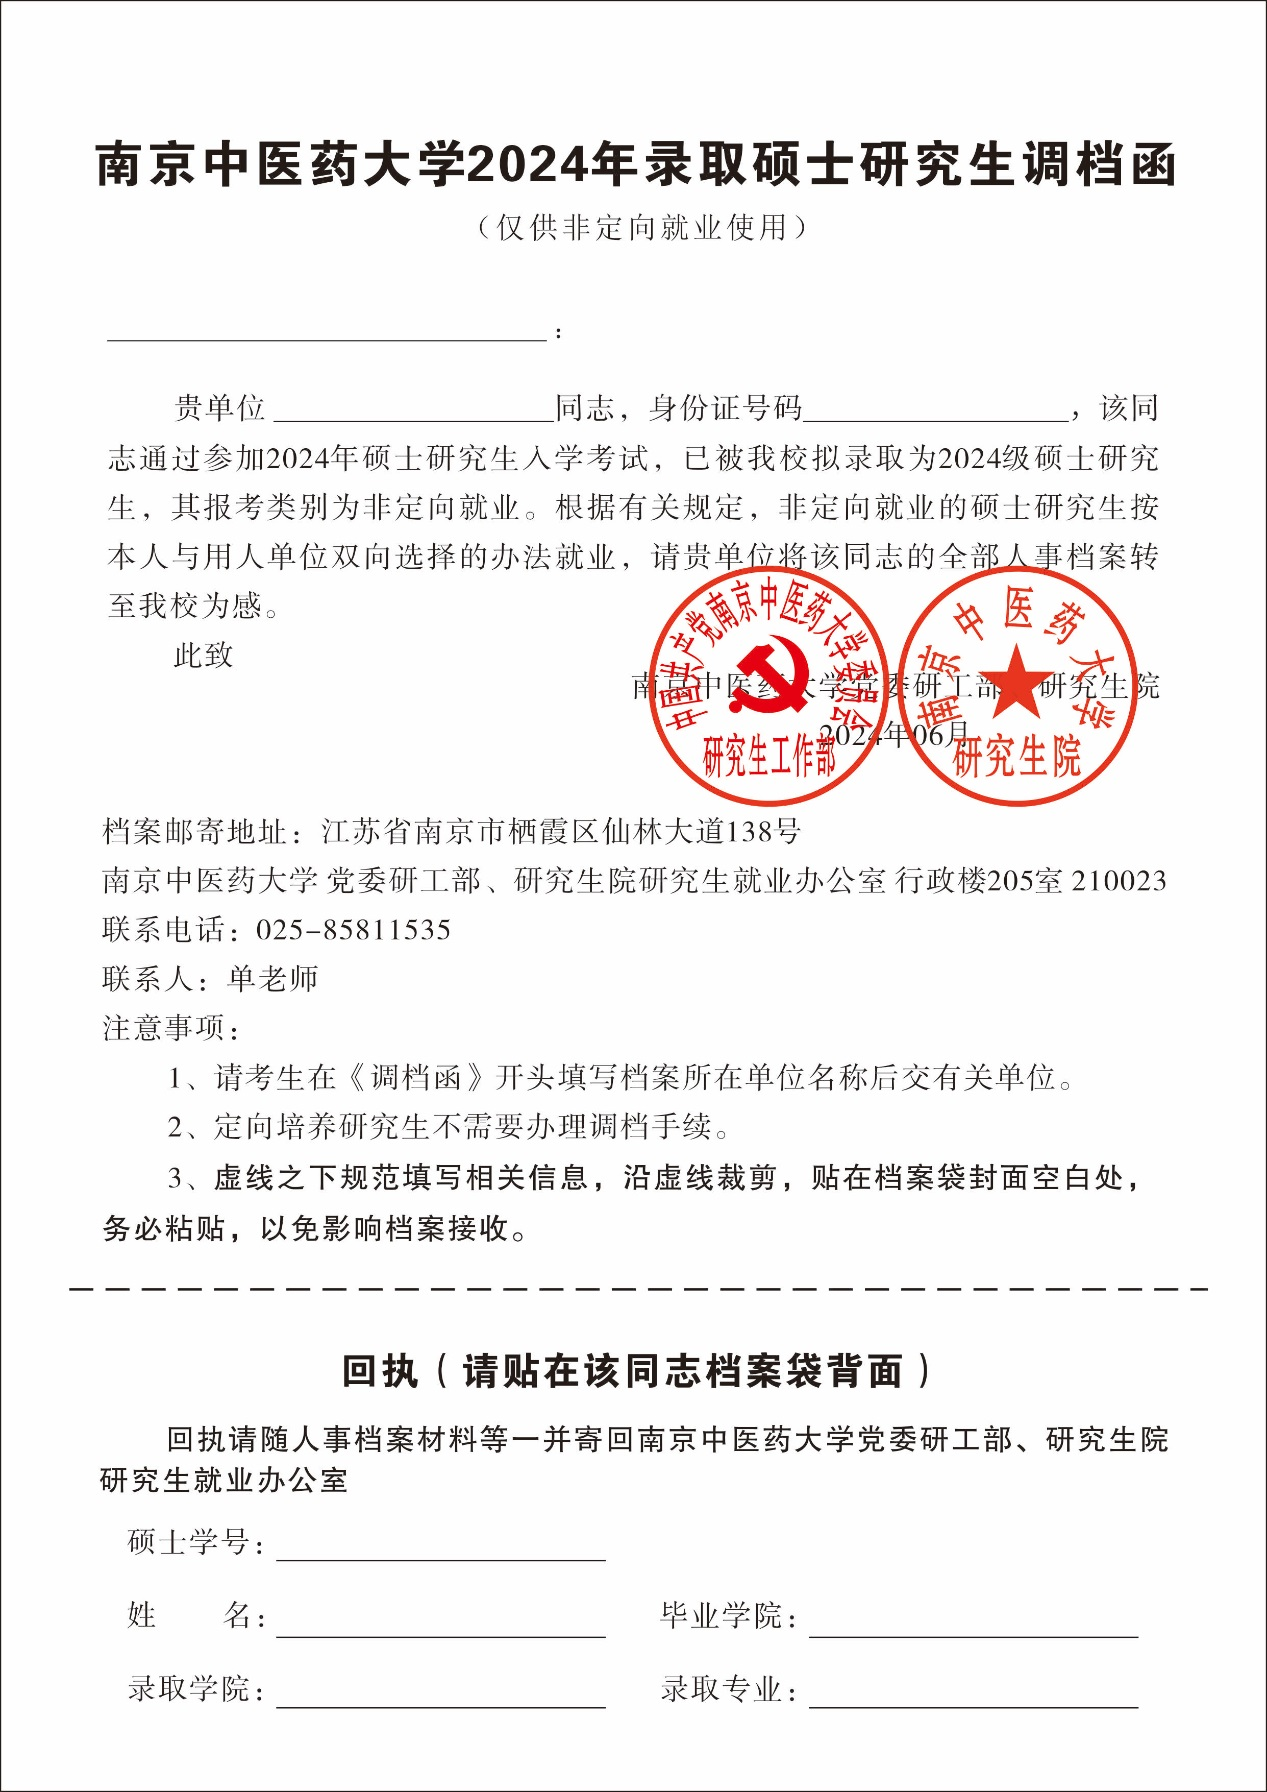 南京中医药大学2024年录取硕士研究生调档函
（仅供非定向就业使用）
：
贵单位 同志，身份证号码，该同
志通过参加2024年硕士研究生入学考试，已被我校拟录取为2024级硕士研究
生，其报考类别为非定向就业。根据有关规定，非定向就业的硕士研究生按
本人与用人单位双向选择的办法就业，请贵单位将该同志的全部人事档案转
至我校为感。
此致
南京中医药大学党委研工部、研究生院
2024年06月
中国共产党南京中医药大学委员会
研究生工作部
南京中医药大学
研究生院
档案邮寄地址：江苏省南京市栖霞区仙林大道138号
南京中医药大学 党委研工部、研究生院研究生就业办公室 行政楼205室 210023
联系电话：025-85811535
联系人：单老师
注意事项：
1、请考生在《调档函》开头填写档案所在单位名称后交有关单位。
2、定向培养研究生不需要办理调档手续。
3、虚线之下规范填写相关信息，沿虚线裁剪，贴在档案袋封面空白处，
务必粘贴，以免影响档案接收。
回执（请贴在该同志档案袋背面）
回执请随人事档案材料等一并寄回南京中医药大学党委研工部、研究生院
研究生就业办公室
硕士学号：
姓 名： 毕业学院：
录取学院： 录取专业：